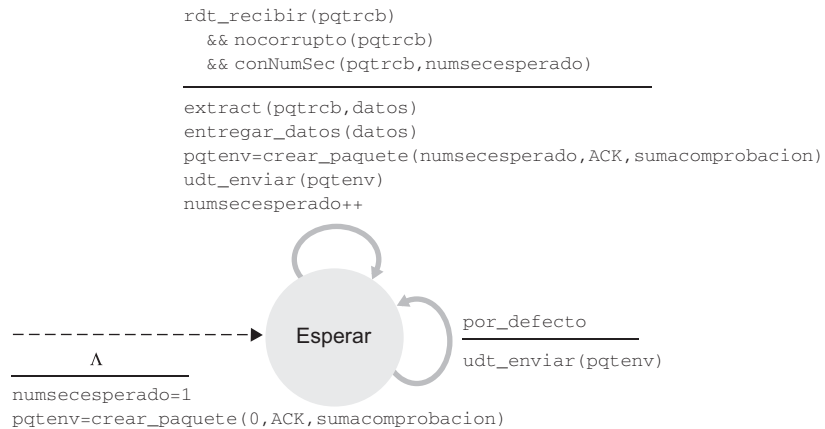 rdt_recibir(pqtrcb)
&& nocorrupto(pqtrcb)
&& conNumSec(pqtrcb,numsecesperado)
extract(pqtrcb,datos)
entregar_datos(datos)
pqtenv=crear_paquete(numsecesperado,ACK,sumacomprobacion)
udt_enviar(pqtenv)
numsecesperado++
Esperar
por_defecto
udt_enviar(pqtenv)
Λ
numsecesperado=1
pqtenv=crear_paquete(0,ACK,sumacomprobacion)